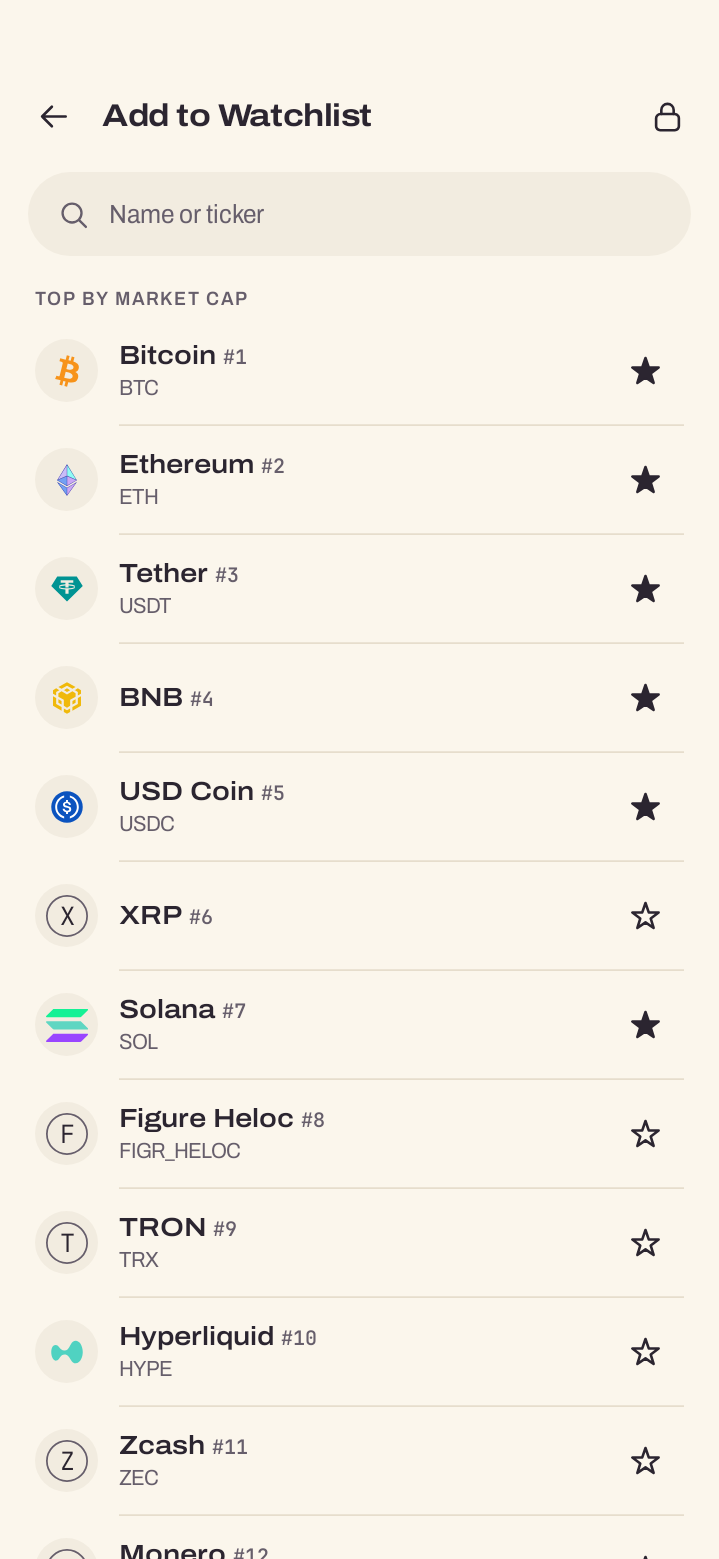 Add to Watchlist
Name or ticker
TOP BY MARKET CAP
Bitcoin #1
BTC
Ethereum #2
ETH
Tether #3
USDT
BNB #4
USD Coin #5
USDC
X
XRP #6
Solana #7
SOL
F
Figure Heloc #8
FIGR_HELOC
T
TRON #9
TRX
Hyperliquid #10
HYPE
Z
Zcash #11
ZEC
Monero #12